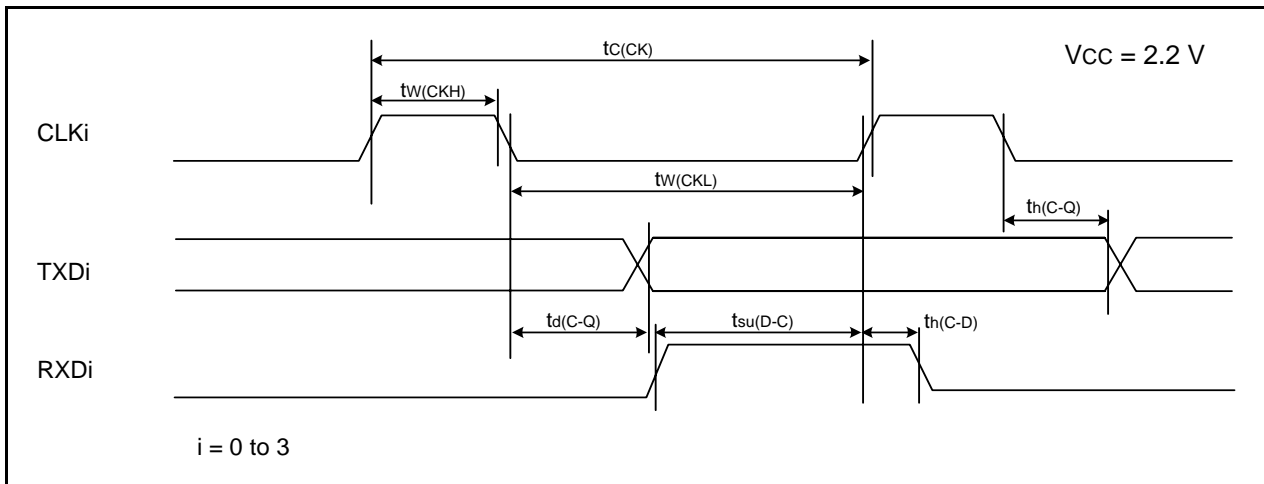 tC(CK)
VCC = 2.2 V
tW(CKH)
CLKi
tW(CKL)
th(C-Q)
TXDi
td(C-Q)
tsu(D-C)
th(C-D)
RXDi
i = 0 to 3